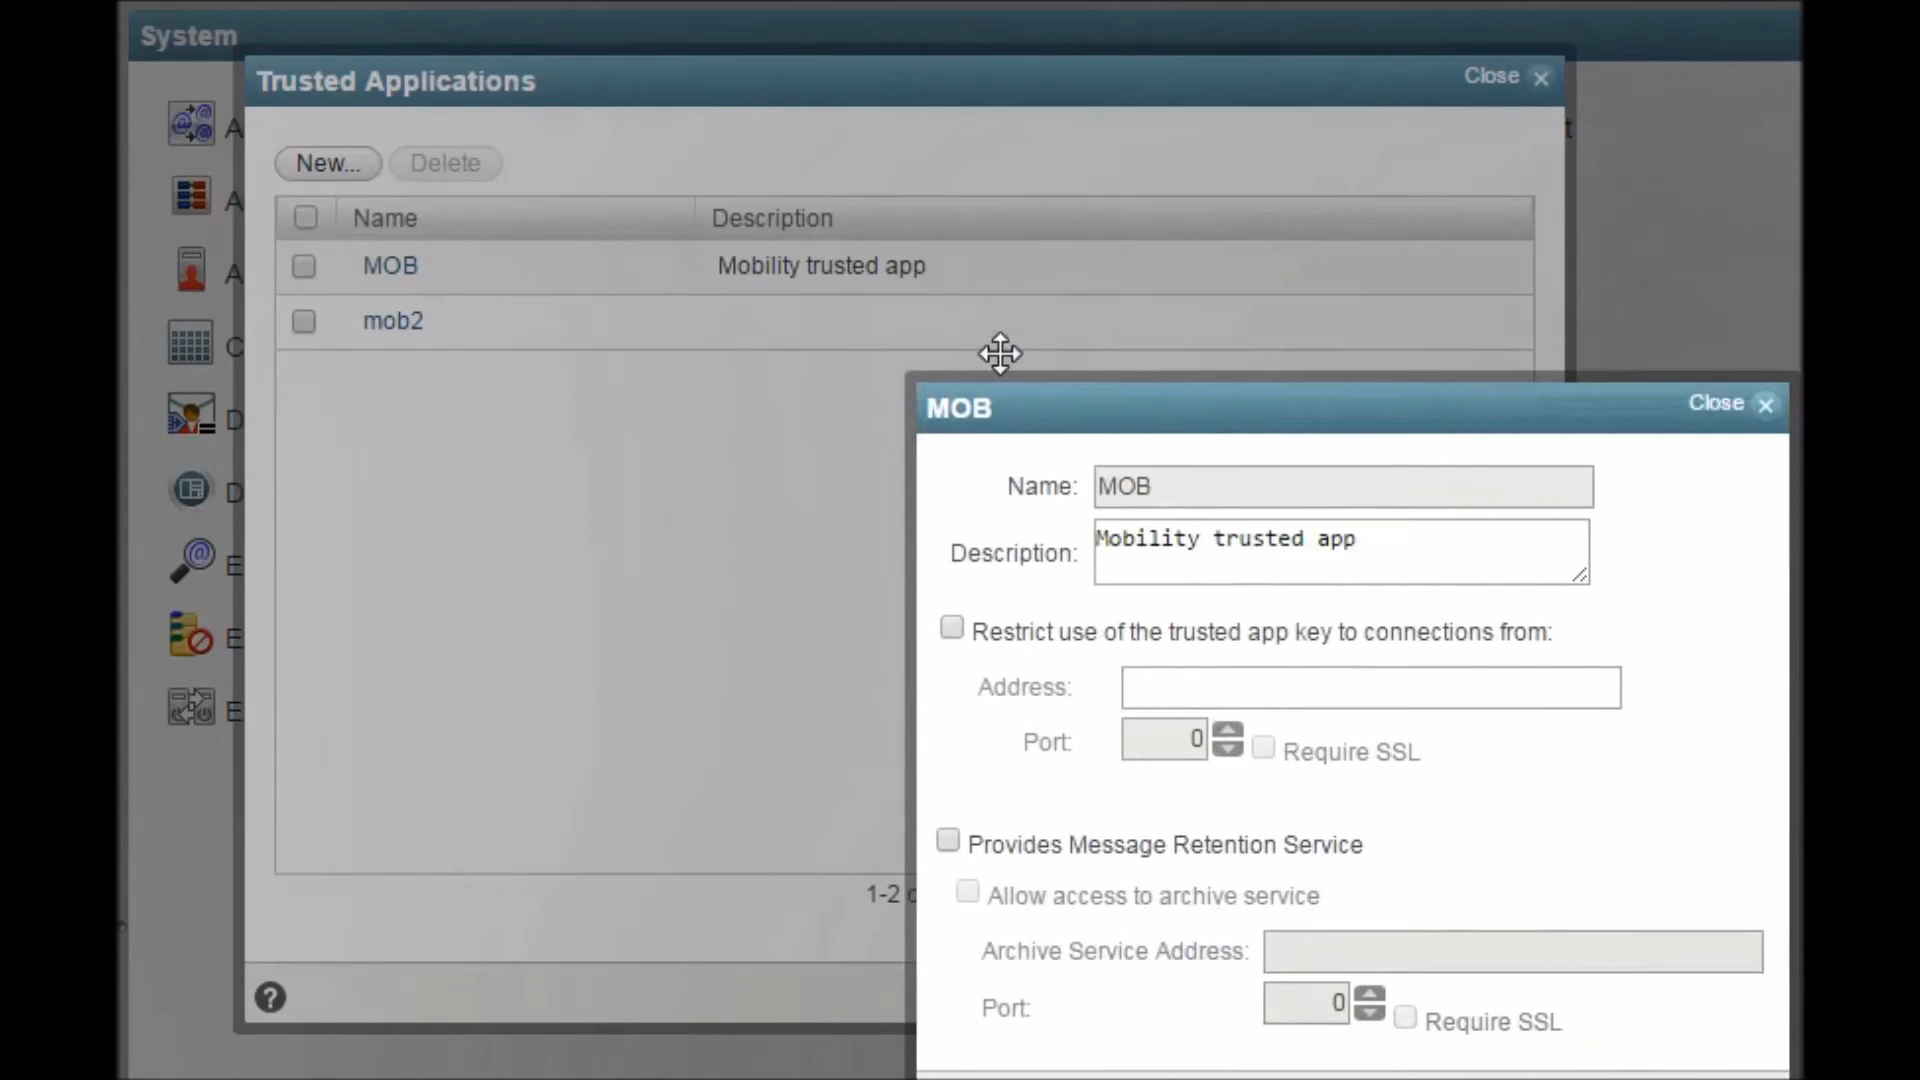 System
Trusted Applications
Close
New...
Delete
Name
Description
MOB
Mobility trusted app
mob2
A
A
A
C
D
D
E
E
E
t
1-2
?
MOB
Close
Name:
MOB
Description:
Mobility trusted app
Restrict use of the trusted app key to connections from:
Address:
Port:
0
Require SSL
Provides Message Retention Service
Allow access to archive service
Archive Service Address:
Port:
0
Require SSL